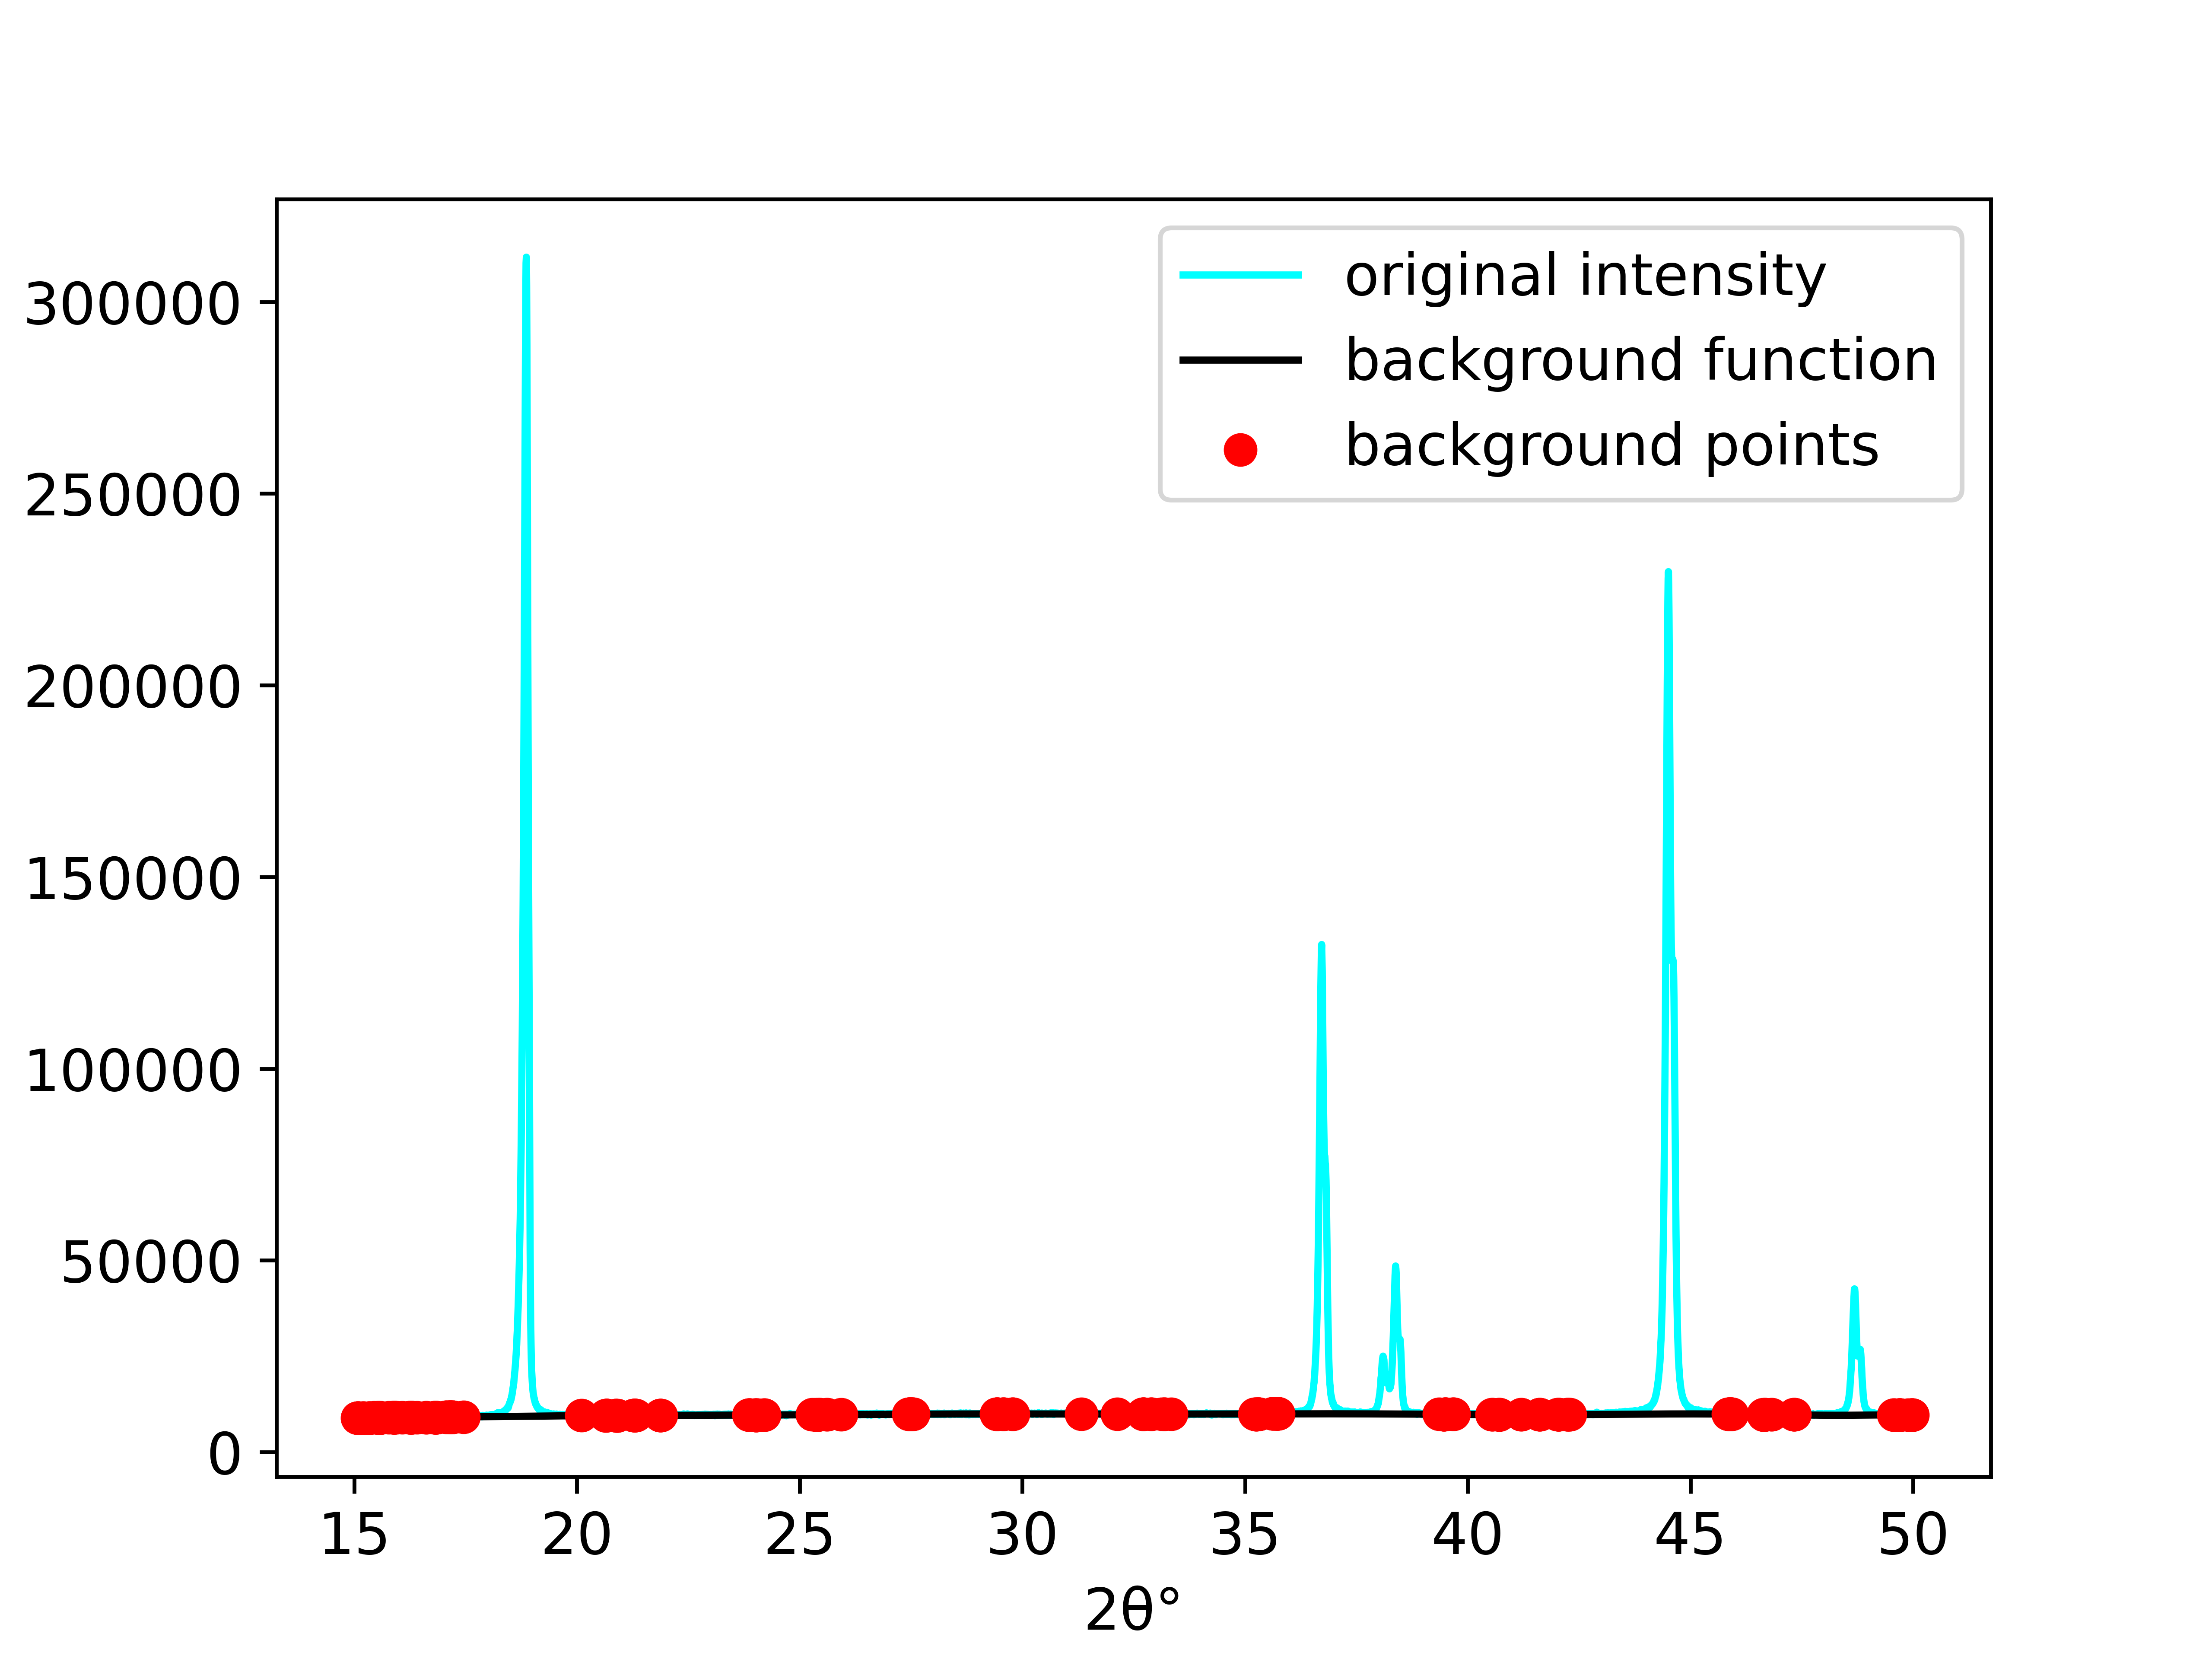 original intensity
background function
background points
300000
250000
200000
150000
100000
50000
0
15 20 25 30 35 40 45 50
2θ°